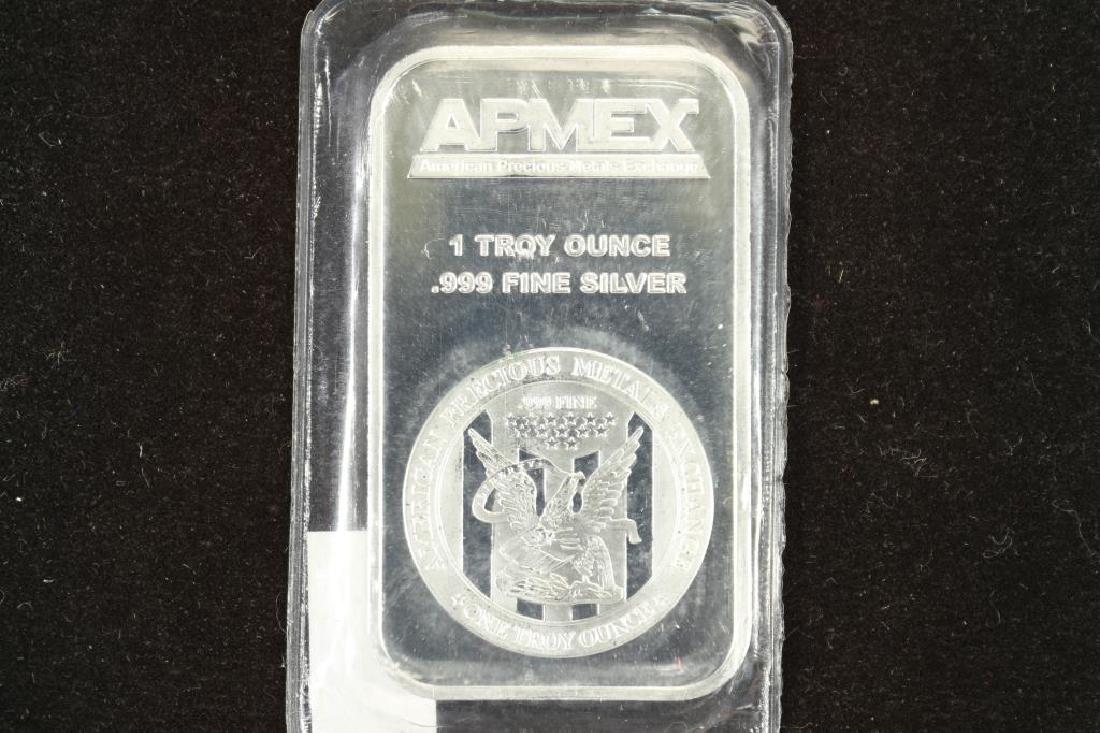 APMEX
American Precious Metals Exchange
1 TROY OUNCE
.999 FINE SILVER
AMERICAN PRECIOUS METALS EXCHANGE
.999 FINE
ONE TROY OUNCE